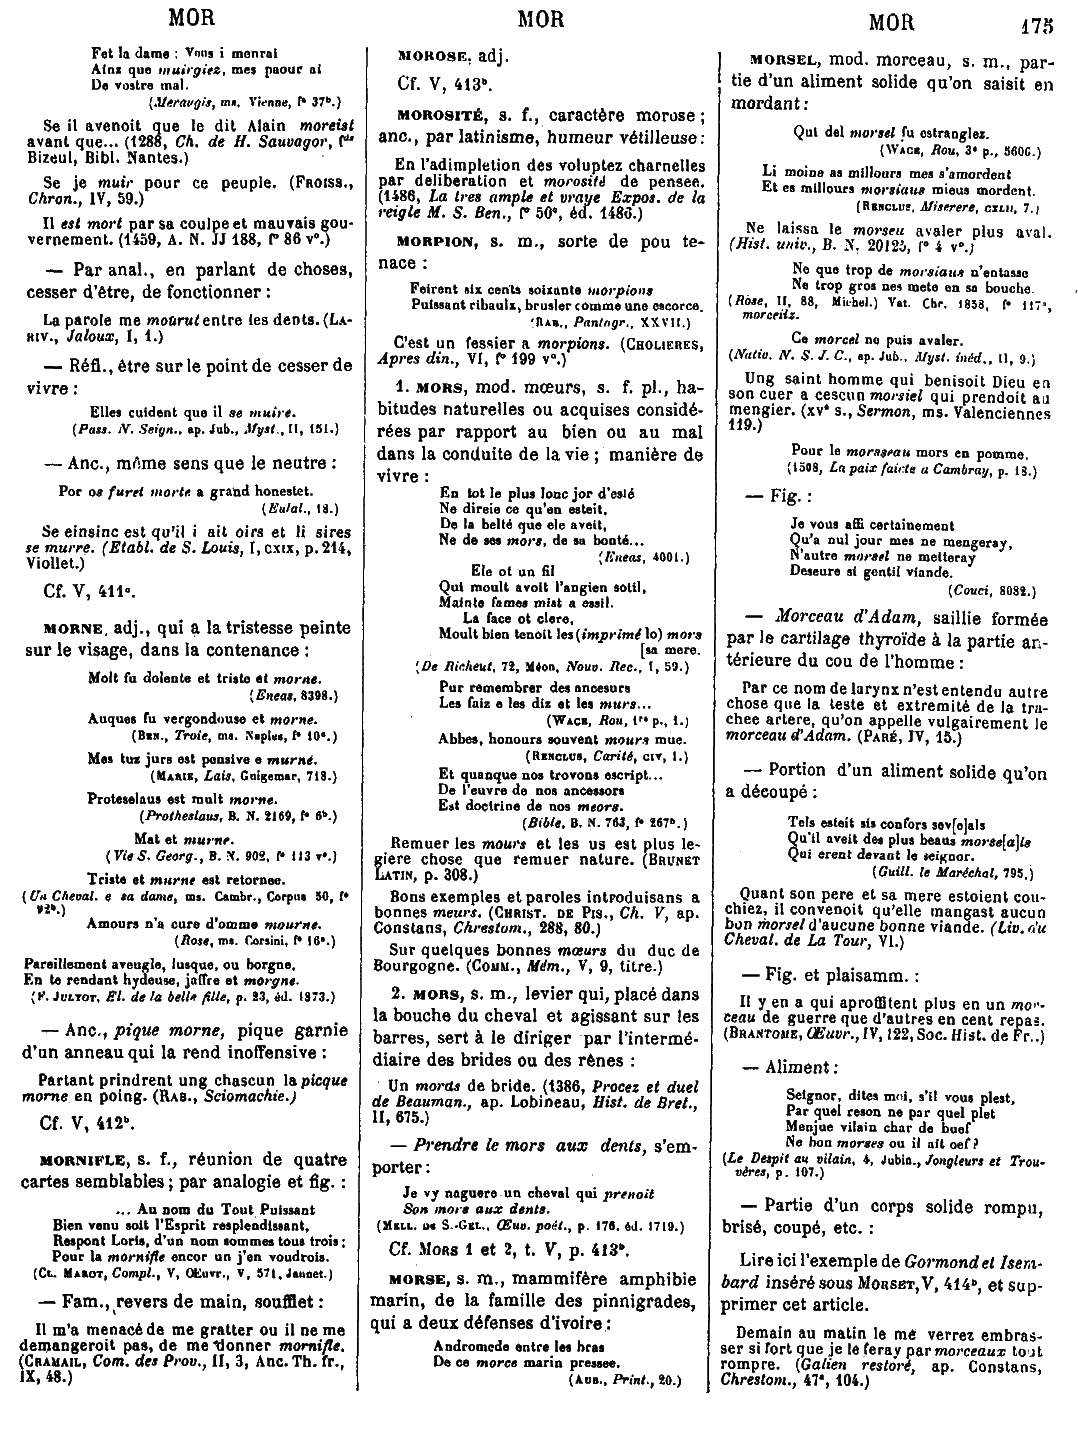 MOR
MOR
MOR 175
Fet la dame : Vous i menrai
Ainz que muirgiez, mes paour ai
De vostre mal.
(Meraugis, ms. Vienne, f° 37ᵇ.)
Se il avenoit que le dit Alain moreist
avant que... (1288, Ch. de H. Sauvagor, fᵈˢ
Bizeul, Bibl. Nantes.)
Se je muir pour ce peuple. (FROISS.,
Chron., IV, 59.)
Il est mort par sa coulpe et mauvais gou-
vernement. (1459, A. N. JJ 188, f° 86 v°.)
— Par anal., en parlant de choses,
cesser d'être, de fonctionner :
La parole me mourut entre les dents. (LA-
RIV., Jaloux, I, 1.)
— Réfl., être sur le point de cesser de
vivre :
Elles cuident que il se muire.
(Pass. N. Seign., ap. Jub., Myst., II, 151.)
— Anc., même sens que le neutre :
Por os furet morte a grand honestet.
(Eulal., 18.)
Se einsinc est qu'il i ait oirs et li sires
se murre. (Etabl. de S. Louis, I, CXIX, p. 214,
Viollet.)
Cf. V, 411ᵃ.
MORNE, adj., qui a la tristesse peinte
sur le visage, dans la contenance :
Molt fu dolente et triste et morne.
(Eneas, 8398.)
Auques fu vergondouse et morne.
(BEN., Troie, ms. Naples, f° 10ᵃ.)
Mes tuz jurs est pensive e murne.
(MARIE, Lais, Guigemar, 718.)
Proteselaus est mult morne.
(Protheslaus, B. N. 2169, f° 6ᵇ.)
Mat et murne.
(Vie S. Georg., B. N. 902, f° 113 v°.)
Triste et murne est retornee.
(Un Cheval. e sa dame, ms. Cambr., Corpus 50, f°
92ᵇ.)
Amours n'a cure d'omme mourne.
(Rose, ms. Corsini, f° 16ᵃ.)
Pareillement aveugle, lusque, ou borgne,
En te rendant hydeuse, jaffre et morgne.
(F. JULYOT, El. de la belle fille, p. 23, éd. 1873.)
— Anc., pique morne, pique garnie
d'un anneau qui la rend inoffensive :
Partant prindrent ung chascun la picque
morne en poing. (RAB., Sciomachie.)
Cf. V, 412ᵇ.
MORNIFLE, s. f., réunion de quatre
cartes semblables ; par analogie et fig. :
... Au nom du Tout Puissant
Bien venu soit l'Esprit resplendissant,
Respont Loris, d'un nom sommes tous trois ;
Pour la mornifle encor un j'en voudrois.
(CL. MAROT, Compl., V, Œuvr., V, 571, Jannet.)
— Fam., revers de main, soufflet :
Il m'a menacé de me gratter ou il ne me
demangeroit pas, de me donner mornifle.
(CRAMAIL, Com. des Prov., II, 3, Anc. Th. fr.,
IX, 48.)
MOROSE, adj.
Cf. V, 413ᵇ.
MOROSITÉ, s. f., caractère morose ;
anc., par latinisme, humeur vétilleuse :
En l'adimpletion des voluptez charnelles
par deliberation et morosité de pensee.
(1486, La tres ample et vraye Expos. de la
reigle M. S. Ben., f° 50ᵃ, éd. 1486.)
MORPION, s. m., sorte de pou te-
nace :
Feirent six cents soixante morpions
Puissant ribaulx, brusler comme une escorce.
(RAB., Pantagr., XXVII.)
C'est un fessier a morpions. (CHOLIERES,
Apres din., VI, f° 199 v°.)
1. MORS, mod. mœurs, s. f. pl., ha-
bitudes naturelles ou acquises considé-
rées par rapport au bien ou au mal
dans la conduite de la vie ; manière de
vivre :
En tot le plus lonc jor d'esté
Ne direie ce qu'en esteit,
De la belté que ele aveit,
Ne de ses mors, de sa bonté...
(Eneas, 4001.)
Ele ot un fil
Qui moult avoit l'angien sotil,
Mainte fames mist a essil.
La face ot clere,
Moult bien tenoit les (imprimé lo) mors
[sa mere.
(De Richeut, 72, Méon, Nouv. Rec., I, 59.)
Pur remembrer des ancesurs
Les faiz e les diz et les murs...
(WACE, Rou, 1ʳᵉ p., 1.)
Abbes, honours souvent mours mue.
(RENCLUS, Carité, CIV, 1.)
Et quanque nos trovons escript...
De l'euvre de nos ancessors
Est doctrine de nos meors.
(Bible, B. N. 763, f° 267ᵇ.)
Remuer les mours et les us est plus le-
giere chose que remuer nature. (BRUNET
LATIN, p. 308.)
Bons exemples et paroles introduisans a
bonnes meurs. (CHRIST. DE PIS., Ch. V, ap.
Constans, Chrestom., 288, 80.)
Sur quelques bonnes mœurs du duc de
Bourgogne. (COMM., Mém., V, 9, titre.)
2. MORS, s. m., levier qui, placé dans
la bouche du cheval et agissant sur les
barres, sert à le diriger par l'intermé-
diaire des brides ou des rênes :
Un mords de bride. (1386, Procez et duel
de Beauman., ap. Lobineau, Hist. de Bret.,
II, 675.)
— Prendre le mors aux dents, s'em-
porter :
Je vy naguere un cheval qui prenoit
Son mors aux dents.
(MELL. DE S.-GEL., Œuv. poét., p. 176, éd. 1719.)
Cf. MORS 1 et 2, t. V, p. 413ᵇ.
MORSE, s. m., mammifère amphibie
marin, de la famille des pinnigrades,
qui a deux défenses d'ivoire :
Andromede entre les bras
De ce morce marin pressee.
(AUB., Print., 20.)
MORSEL, mod. morceau, s. m., par-
tie d'un aliment solide qu'on saisit en
mordant :
Qui del morsel fu estranglez.
(WACE, Rou, 3ᵉ p., 5606.)
Li moine as millours mes s'amordent
Et es millours morsiaus mieus mordent.
(RENCLUS, Miserere, CXLII, 7.)
Ne laissa le morseu avaler plus aval.
(Hist. univ., B. N. 20125, f° 4 v°.)
Ne que trop de morsiaus n'entasse
Ne trop gros nes mete en sa bouche.
(Rose, II, 88, Michel.) Vat. Chr. 1858, f° 117ᵃ,
morceilz.
Ce morcel ne puis avaler.
(Nativ. N. S. J. C., ap. Jub., Myst. inéd., II, 9.)
Ung saint homme qui benisoit Dieu en
son cuer a cescun morsiel qui prendoit au
mengier. (XVᵉ s., Sermon, ms. Valenciennes
119.)
Pour le morsseau mors en pomme.
(1508, La paix faicte a Cambray, p. 18.)
— Fig. :
Je vous affi certainement
Qu'a nul jour mes ne mengeray,
N'autre morsel ne metteray
Deseure si gentil viande.
(Couci, 8082.)
— Morceau d'Adam, saillie formée
par le cartilage thyroïde à la partie an-
térieure du cou de l'homme :
Par ce nom de larynx n'est entendu autre
chose que la teste et extremité de la tra-
chee artere, qu'on appelle vulgairement le
morceau d'Adam. (PARÉ, IV, 15.)
— Portion d'un aliment solide qu'on
a découpé :
Tels esteit sis confors sov[e]als
Qu'il aveit des plus beaus morse[a]ls
Qui erent devant le seignor.
(Guill. le Maréchal, 795.)
Quant son pere et sa mere estoient cou-
chiez, il convenoit qu'elle mangast aucun
bon morsel d'aucune bonne viande. (Liv. du
Cheval. de La Tour, VI.)
— Fig. et plaisamm. :
Il y en a qui aproffitent plus en un mor-
ceau de guerre que d'autres en cent repas.
(BRANTOME, Œuvr., IV, 122, Soc. Hist. de Fr..)
— Aliment :
Seignor, dites moi, s'il vous plest,
Par quel reson ne par quel plet
Menjue vilain char de buef
Ne bon morses ou il ait oef ?
(Le Despit au vilain, 4, Jubin., Jongleurs et Trou-
vères, p. 107.)
— Partie d'un corps solide rompu,
brisé, coupé, etc. :
Lire ici l'exemple de Gormond et Isem-
bard inséré sous MORSET, V, 414ᵇ, et sup-
primer cet article.
Demain au matin le me verrez embras-
ser si fort que je le feray par morceaux tout
rompre. (Galien restoré, ap. Constans,
Chrestom., 47ᵃ, 104.)